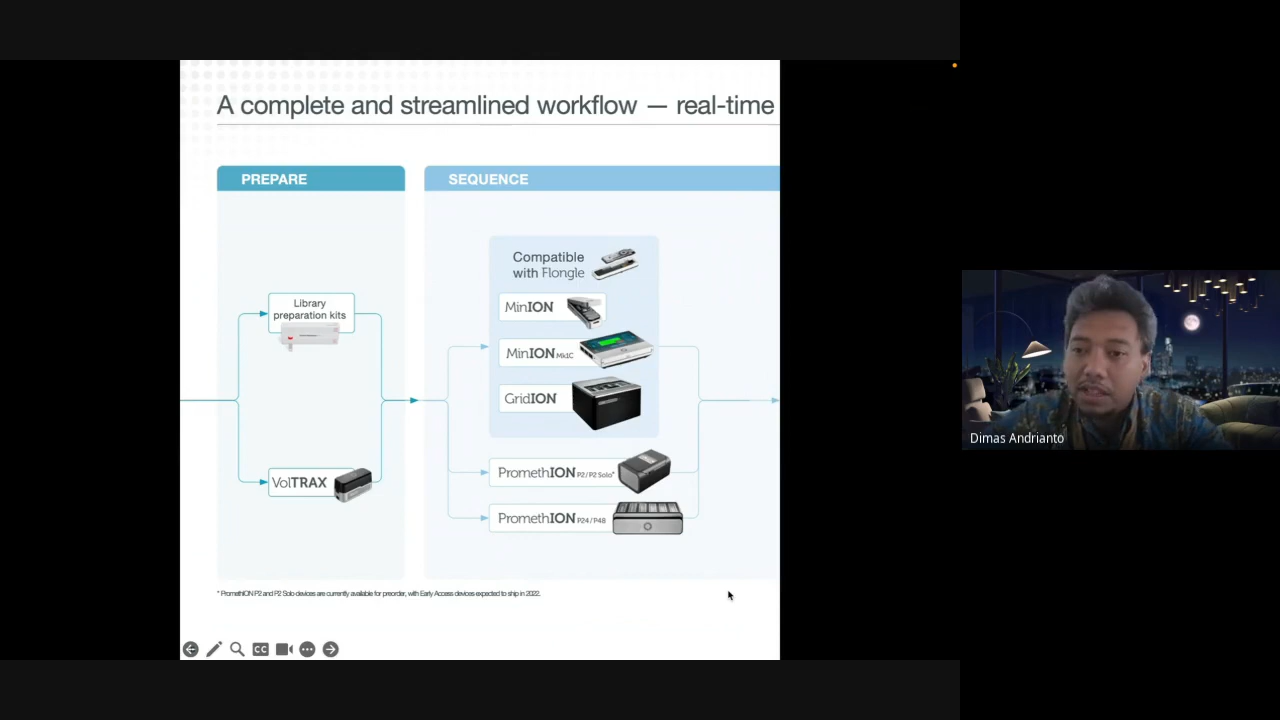 A complete and streamlined workflow — real-time
PREPARE
SEQUENCE
Compatible
with Flongle
MinION
Library
preparation kits
MinION Mk1C
GridION
PromethION P2/P2 Solo*
VolTRAX
PromethION P24/P48
* PromethION P2 and P2 Solo devices are currently available for preorder, with Early Access devices expected to ship in 2022.
CC
Dimas Andrianto